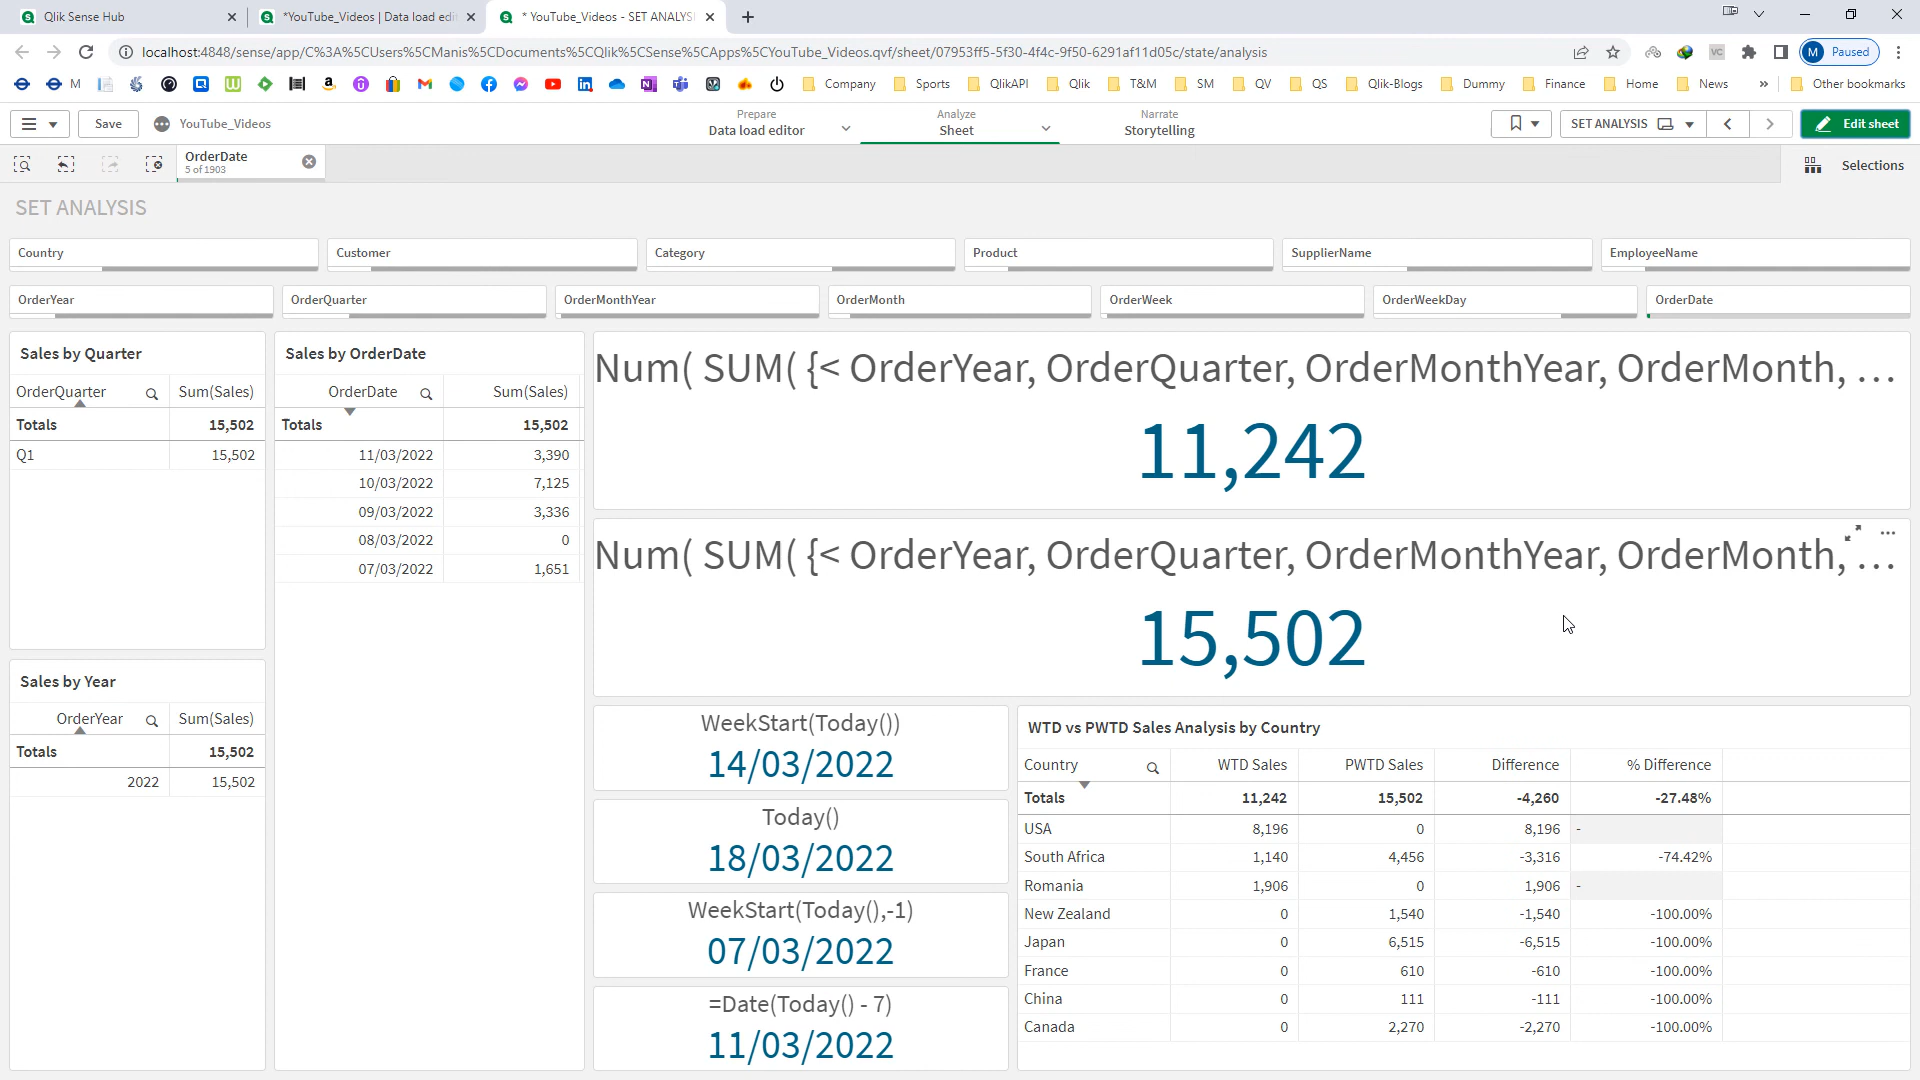 Qlik Sense Hub
*YouTube_Videos | Data load edit
* YouTube_Videos - SET ANALYS
localhost:4848/sense/app/C%3A%5CUsers%5CManis%5CDocuments%5CQlik%5CSense%5CApps%5CYouTube_Videos.qvf/sheet/07953ff5-5f30-4f4c-9f50-6291af11d05c/state/analysis
VC
M Paused
M
Company
Sports
QlikAPI
Qlik
T&M
SM
QV
QS
Qlik-Blogs
Dummy
Finance
Home
News
»
Other bookmarks
Save
YouTube_Videos
Prepare
Data load editor
Analyze
Sheet
Narrate
Storytelling
SET ANALYSIS
Edit sheet
OrderDate
5 of 1903
Selections
SET ANALYSIS
Country
Customer
Category
Product
SupplierName
EmployeeName
OrderYear
OrderQuarter
OrderMonthYear
OrderMonth
OrderWeek
OrderWeekDay
OrderDate
Sales by Quarter
OrderQuarter Sum(Sales)
Totals 15,502
Q1 15,502
Sales by Year
OrderYear Sum(Sales)
Totals 15,502
2022 15,502
Sales by OrderDate
OrderDate Sum(Sales)
Totals 15,502
11/03/2022 3,390
10/03/2022 7,125
09/03/2022 3,336
08/03/2022 0
07/03/2022 1,651
Num( SUM( {< OrderYear, OrderQuarter, OrderMonthYear, OrderMonth, ...
11,242
Num( SUM( {< OrderYear, OrderQuarter, OrderMonthYear, OrderMonth, ...
15,502
WeekStart(Today())
14/03/2022
Today()
18/03/2022
WeekStart(Today(),-1)
07/03/2022
=Date(Today() - 7)
11/03/2022
WTD vs PWTD Sales Analysis by Country
Country WTD Sales PWTD Sales Difference % Difference
Totals 11,242 15,502 -4,260 -27.48%
USA 8,196 0 8,196 -
South Africa 1,140 4,456 -3,316 -74.42%
Romania 1,906 0 1,906 -
New Zealand 0 1,540 -1,540 -100.00%
Japan 0 6,515 -6,515 -100.00%
France 0 610 -610 -100.00%
China 0 111 -111 -100.00%
Canada 0 2,270 -2,270 -100.00%